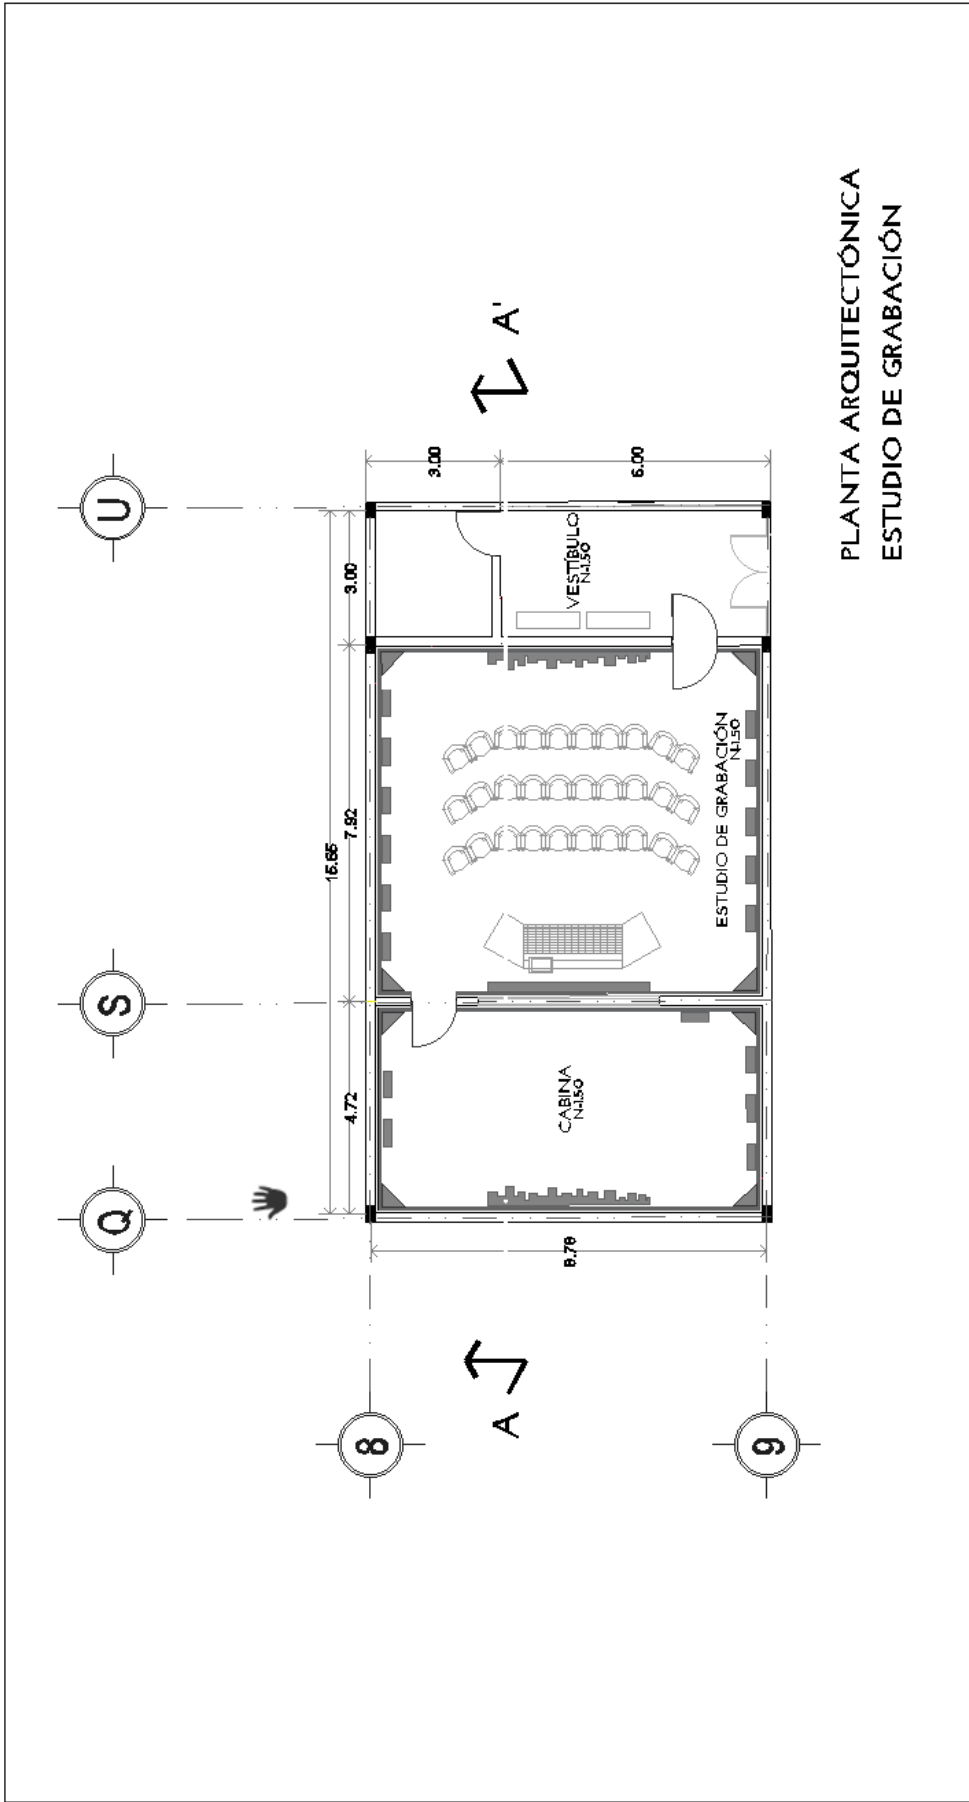 U
S
Q
8
9
A
A'
3.00
6.00
3.00
7.92
15.65
4.72
8.78
VESTÍBULO
N-1.50
ESTUDIO DE GRABACIÓN
N-1.50
CABINA
N-1.50
PLANTA ARQUITECTÓNICA
ESTUDIO DE GRABACIÓN